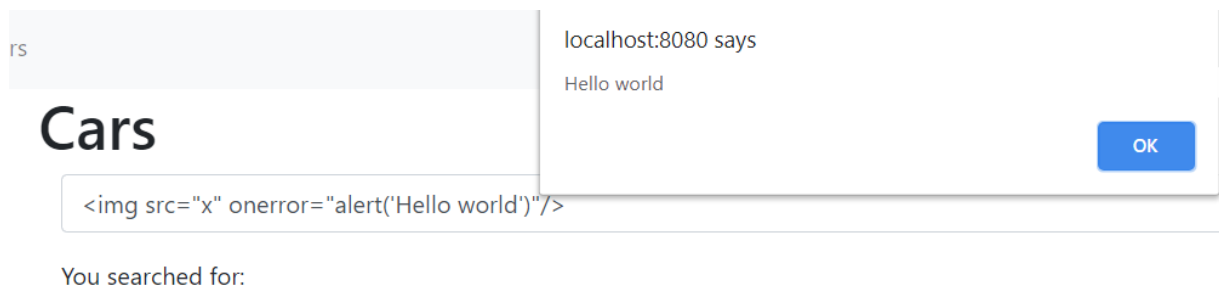 rs
localhost:8080 says
Hello world
OK
Cars
<img src="x" onerror="alert('Hello world')"/>
You searched for: